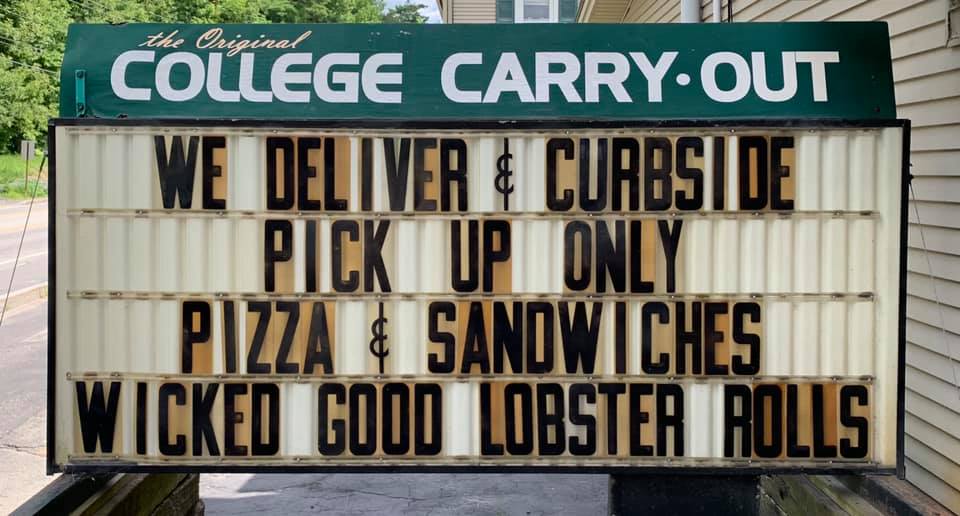 the Original
COLLEGE CARRY·OUT
WE DELIVER & CURBSIDE
PICK UP ONLY
PIZZA & SANDWICHES
WICKED GOOD LOBSTER ROLLS